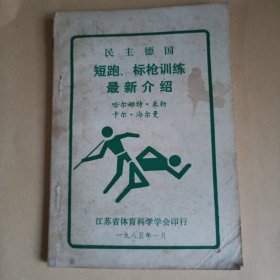 民主德国
短跑、标枪训练
最新介绍
哈尔姆特·米勒
卡尔·海尔曼
江苏省体育科学学会印行
一九八五年一月